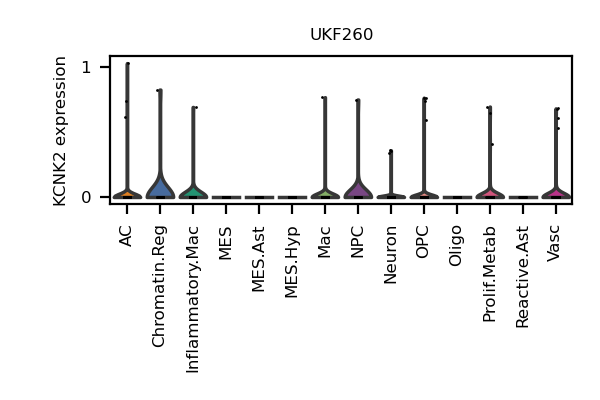 UKF260
KCNK2 expression
1
0
AC
Chromatin.Reg
Inflammatory.Mac
MES
MES.Ast
MES.Hyp
Mac
NPC
Neuron
OPC
Oligo
Prolif.Metab
Reactive.Ast
Vasc